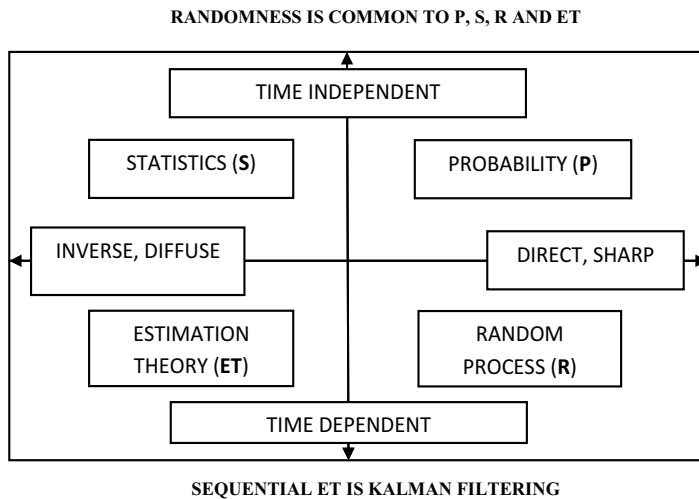 RANDOMNESS IS COMMON TO P, S, R AND ET
TIME INDEPENDENT
STATISTICS (S)
PROBABILITY (P)
INVERSE, DIFFUSE
DIRECT, SHARP
ESTIMATION
THEORY (ET)
RANDOM
PROCESS (R)
TIME DEPENDENT
SEQUENTIAL ET IS KALMAN FILTERING